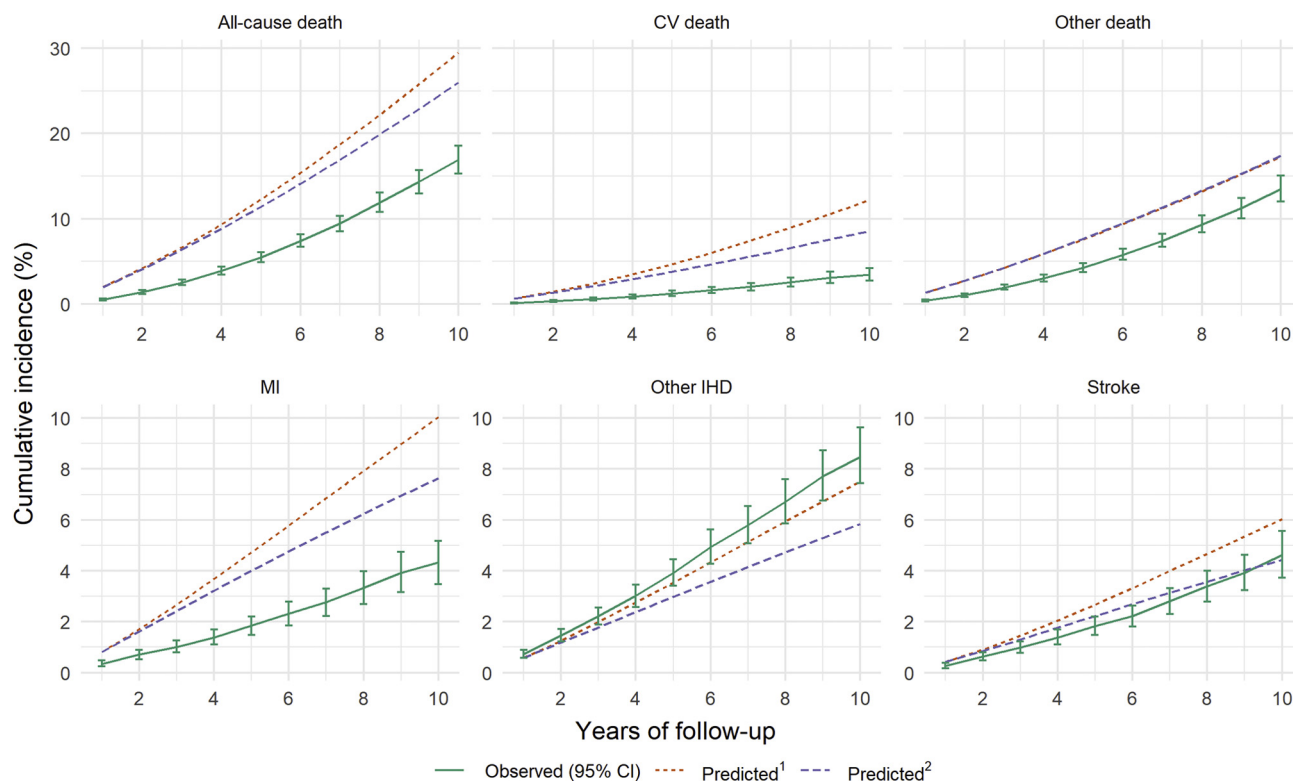 All-cause death CV death Other death
30
20
10
0
2 4 6 8 10 2 4 6 8 10 2 4 6 8 10
MI Other IHD Stroke
10 10 10
8 8 8
6 6 6
4 4 4
2 2 2
0 0 0
2 4 6 8 10 2 4 6 8 10 2 4 6 8 10
Cumulative incidence (%)
Years of follow-up
Observed (95% CI) Predicted¹ Predicted²